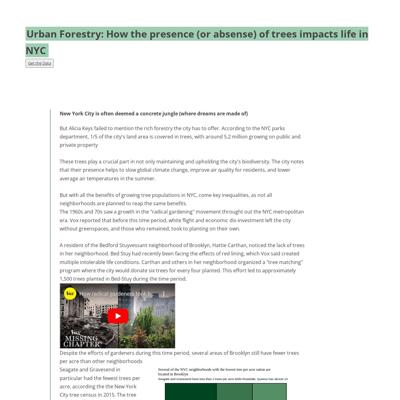 Urban Forestry: How the presence (or absense) of trees impacts life in
NYC
Get the Data
New York City is often deemed a concrete jungle (where dreams are made of)
But Alicia Keys failed to mention the rich forestry the city has to offer. According to the NYC parks
department, 1/5 of the city's land area is covered in trees, with around 5.2 million growing on public and
private property
These trees play a crucial part in not only maintaining and upholding the city's biodiversity. The city notes
that their presence helps to slow global climate change, improve air quality for residents, and lower
average air temperatures in the summer.
But with all the benefits of growing tree populations in NYC, come key inequalities, as not all
neighborhoods are planned to reap the same benefits.
The 1960s and 70s saw a growth in the "radical gardening" movement throughout the NYC metropolitan
era. Vox reported that before this time period, white flight and economic dis-investment left the city
without greenspaces, and those who remained, took to planting on their own.
A resident of the Bedford Stuyvessant neighborhood of Brooklyn, Hattie Carthan, noticed the lack of trees
in her neighborhood. Bed Stuy had recently been facing the effects of red lining, which Vox said created
multiple intolerable life conditions. Carthan and others in her neighborhood organized a "tree matching"
program where the city would donate six trees for every four planted. This effort led to approximately
1,500 trees planted in Bed-Stuy during the time period.
Vox
How radical gardeners took b
MISSING
CHAPTER
Despite the efforts of gardeners during this time period, several areas of Brooklyn still have fewer trees
per acre than other neighborhoods
Seagate and Gravesend in
particular had the fewest trees per
acre, according the the New York
City tree census in 2015. The tree
Several of the NYC neighborhoods with the fewest tree per acre ration are
located in Brooklyn